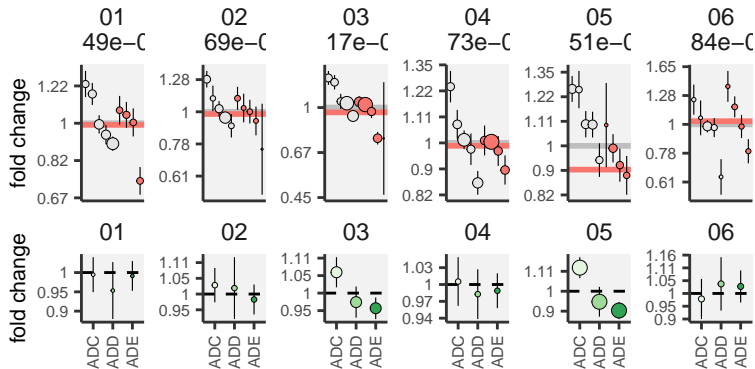 01 02 03 04 05 06
49e−0 69e−0 17e−0 73e−0 51e−0 84e−0
fold change
1.22 1 0.82 0.67
1.28 1 0.78 0.61
1 0.67 0.45
1.35 1.22 1.11 1 0.9 0.82
1.35 1.22 1.11 1 0.9 0.82
1.65 1.28 1 0.78 0.61
01 02 03 04 05 06
fold change
1 0.95 0.9
1.11 1.05 1 0.95
1.11 1.05 1 0.95
1.03 1 0.97 0.94
1.11 1 0.9
1.16 1.11 1.05 1 0.95 0.9
ADC ADD ADE ADC ADD ADE ADC ADD ADE ADC ADD ADE ADC ADD ADE ADC ADD ADE